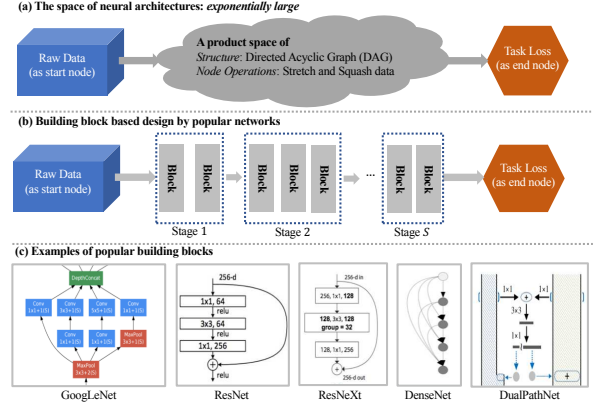 (a) The space of neural architectures: exponentially large
Raw Data
(as start node)
A product space of
Structure: Directed Acyclic Graph (DAG)
Node Operations: Stretch and Squash data
Task Loss
(as end node)
(b) Building block based design by popular networks
Raw Data
(as start node)
Block
Block
Block
Block
Block
...
Block
Block
Task Loss
(as end node)
Stage 1
Stage 2
Stage S
(c) Examples of popular building blocks
DepthConcat
Conv
1x1+1(S)
Conv
3x3+1(S)
Conv
5x5+1(S)
Conv
1x1+1(S)
Conv
1x1+1(S)
Conv
1x1+1(S)
MaxPool
3x3+1(S)
MaxPool
3x3+2(S)
GoogLeNet
256-d
1x1, 64
relu
3x3, 64
relu
1x1, 256
+
relu
ResNet
256-d in
256, 1x1, 128
128, 3x3, 128
group = 32
128, 1x1, 256
+
256-d out
ResNeXt
DenseNet
1x1
+
1x1
3x3
1x1
+
DualPathNet